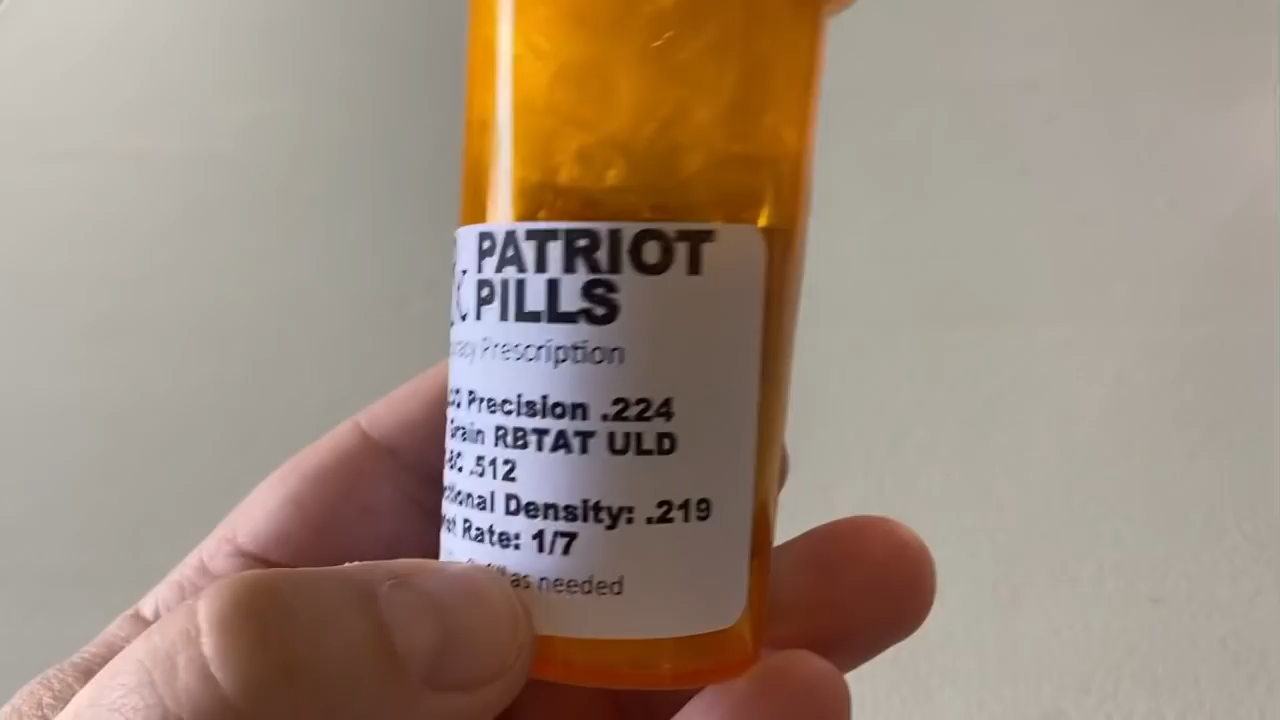 PATRIOT
PILLS
Prescription
Precision .224
Grain RBTAT ULD
.512
Density: .219
Rate: 1/7
as needed